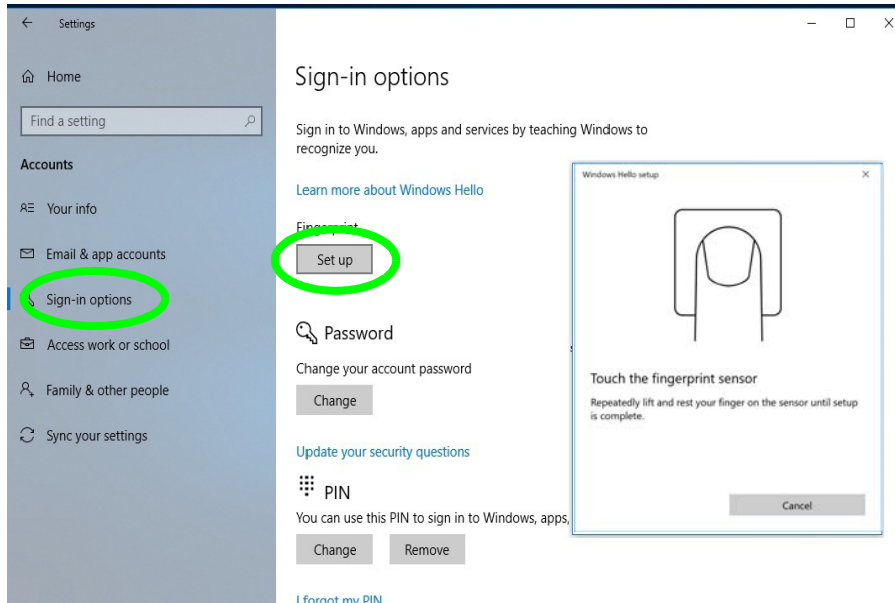 Settings
Home
Find a setting
Accounts
Your info
Email & app accounts
Sign-in options
Access work or school
Family & other people
Sync your settings
Sign-in options
Sign in to Windows, apps and services by teaching Windows to
recognize you.
Learn more about Windows Hello
Fingerprint
Set up
Password
Change your account password
Change
Update your security questions
PIN
You can use this PIN to sign in to Windows, apps,
Change
Remove
I forgot my PIN
Windows Hello setup
Touch the fingerprint sensor
Repeatedly lift and rest your finger on the sensor until setup
is complete.
Cancel